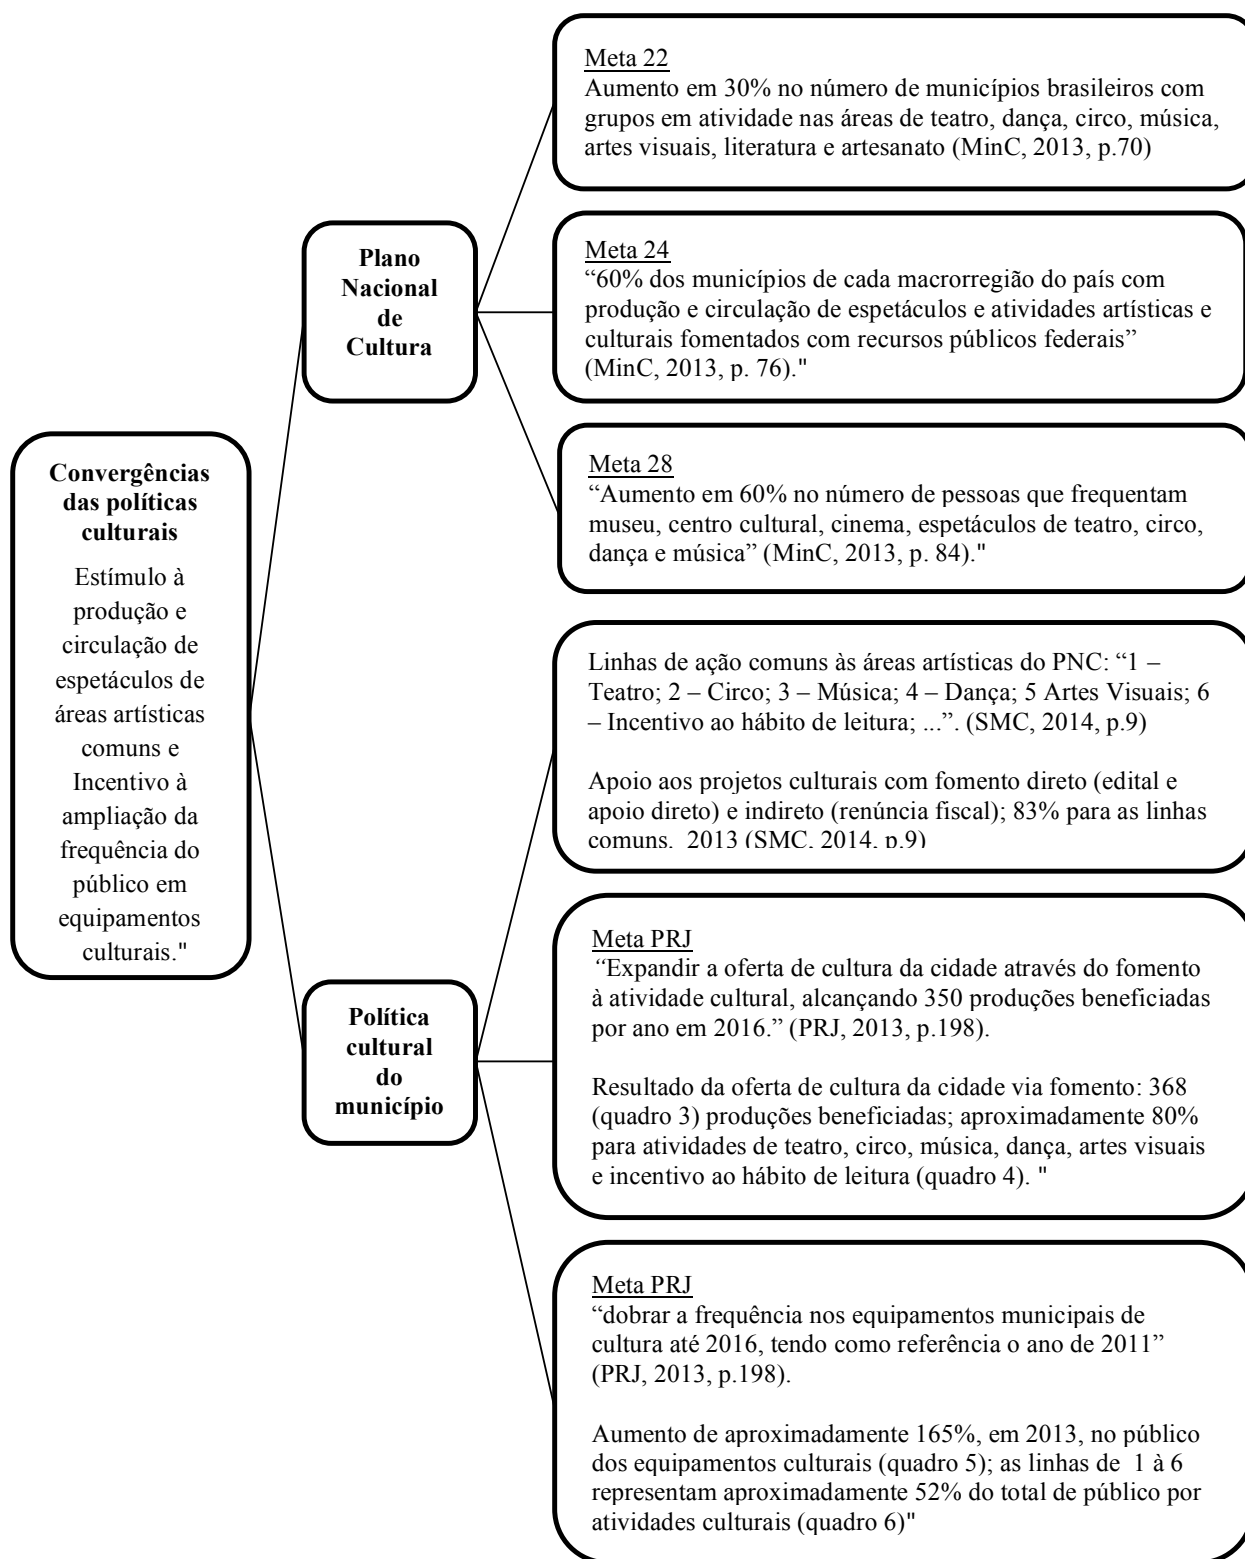 Convergências
das políticas
culturais
Estímulo à
produção e
circulação de
espetáculos de
áreas artísticas
comuns e
Incentivo à
ampliação da
frequência do
público em
equipamentos
culturais."
Plano
Nacional
de
Cultura
Meta 22
Aumento em 30% no número de municípios brasileiros com
grupos em atividade nas áreas de teatro, dança, circo, música,
artes visuais, literatura e artesanato (MinC, 2013, p.70)
Meta 24
“60% dos municípios de cada macrorregião do país com
produção e circulação de espetáculos e atividades artísticas e
culturais fomentados com recursos públicos federais”
(MinC, 2013, p. 76)."
Meta 28
“Aumento em 60% no número de pessoas que frequentam
museu, centro cultural, cinema, espetáculos de teatro, circo,
dança e música” (MinC, 2013, p. 84)."
Política
cultural
do
município
Linhas de ação comuns às áreas artísticas do PNC: “1 –
Teatro; 2 – Circo; 3 – Música; 4 – Dança; 5 Artes Visuais; 6
– Incentivo ao hábito de leitura; ...”. (SMC, 2014, p.9)
Apoio aos projetos culturais com fomento direto (edital e
apoio direto) e indireto (renúncia fiscal); 83% para as linhas
comuns. 2013 (SMC, 2014, p.9)
Meta PRJ
“Expandir a oferta de cultura da cidade através do fomento
à atividade cultural, alcançando 350 produções beneficiadas
por ano em 2016.” (PRJ, 2013, p.198).
Resultado da oferta de cultura da cidade via fomento: 368
(quadro 3) produções beneficiadas; aproximadamente 80%
para atividades de teatro, circo, música, dança, artes visuais
e incentivo ao hábito de leitura (quadro 4). "
Meta PRJ
“dobrar a frequência nos equipamentos municipais de
cultura até 2016, tendo como referência o ano de 2011”
(PRJ, 2013, p.198).
Aumento de aproximadamente 165%, em 2013, no público
dos equipamentos culturais (quadro 5); as linhas de 1 à 6
representam aproximadamente 52% do total de público por
atividades culturais (quadro 6)"